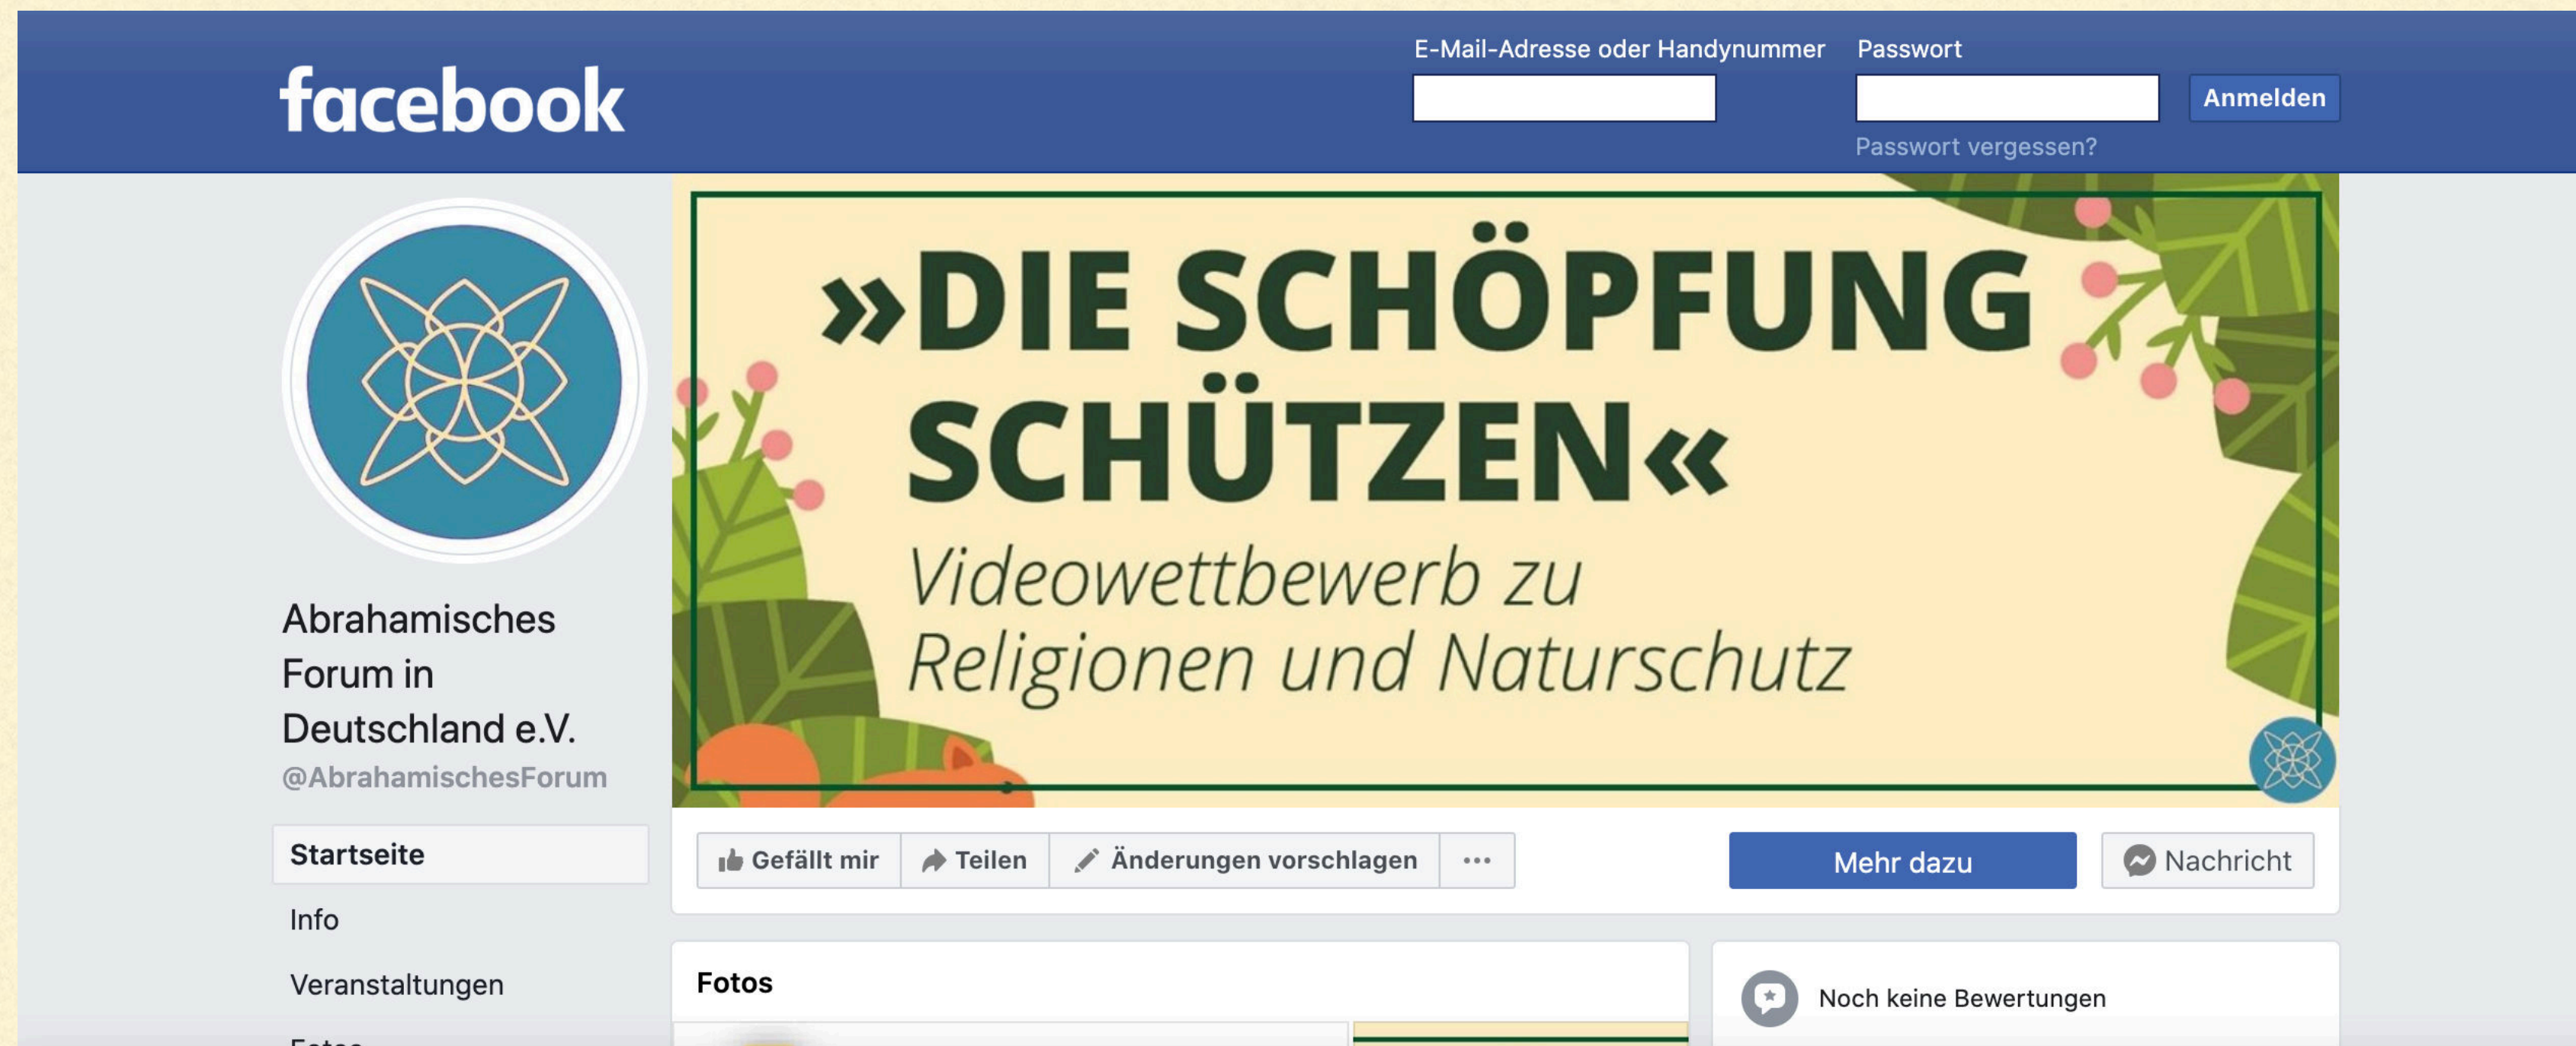 facebook
E-Mail-Adresse oder Handynummer
Passwort
Anmelden
Passwort vergessen?
»DIE SCHÖPFUNG
SCHÜTZEN«
Videowettbewerb zu
Religionen und Naturschutz
Abrahamisches
Forum in
Deutschland e.V.
@AbrahamischesForum
Startseite
Info
Veranstaltungen
Gefällt mir
Teilen
Änderungen vorschlagen
Mehr dazu
Nachricht
Fotos
Noch keine Bewertungen